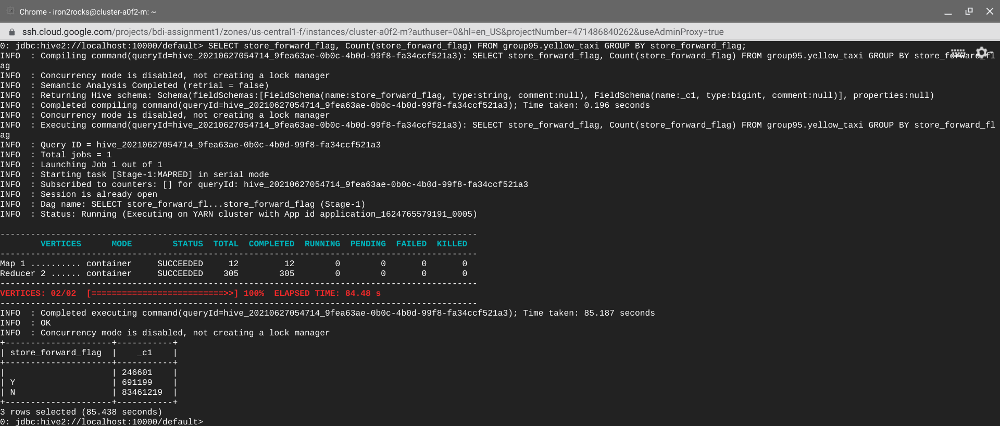 Chrome - iron2rocks@cluster-a0f2-m: ~
ssh.cloud.google.com/projects/bdi-assignment1/zones/us-central1-f/instances/cluster-a0f2-m?authuser=0&hl=en_US&projectNumber=471486840262&useAdminProxy=true
0: jdbc:hive2://localhost:10000/default> SELECT store_forward_flag, Count(store_forward_flag) FROM group95.yellow_taxi GROUP BY store_forward_flag;
INFO  : Compiling command(queryId=hive_20210627054714_9fea63ae-0b0c-4b0d-99f8-fa34ccf521a3): SELECT store_forward_flag, Count(store_forward_flag) FROM group95.yellow_taxi GROUP BY store_forward_fl
ag
INFO  : Concurrency mode is disabled, not creating a lock manager
INFO  : Semantic Analysis Completed (retrial = false)
INFO  : Returning Hive schema: Schema(fieldSchemas:[FieldSchema(name:store_forward_flag, type:string, comment:null), FieldSchema(name:_c1, type:bigint, comment:null)], properties:null)
INFO  : Completed compiling command(queryId=hive_20210627054714_9fea63ae-0b0c-4b0d-99f8-fa34ccf521a3); Time taken: 0.196 seconds
INFO  : Concurrency mode is disabled, not creating a lock manager
INFO  : Executing command(queryId=hive_20210627054714_9fea63ae-0b0c-4b0d-99f8-fa34ccf521a3): SELECT store_forward_flag, Count(store_forward_flag) FROM group95.yellow_taxi GROUP BY store_forward_fl
ag
INFO  : Query ID = hive_20210627054714_9fea63ae-0b0c-4b0d-99f8-fa34ccf521a3
INFO  : Total jobs = 1
INFO  : Launching Job 1 out of 1
INFO  : Starting task [Stage-1:MAPRED] in serial mode
INFO  : Subscribed to counters: [] for queryId: hive_20210627054714_9fea63ae-0b0c-4b0d-99f8-fa34ccf521a3
INFO  : Session is already open
INFO  : Dag name: SELECT store_forward_fl...store_forward_flag (Stage-1)
INFO  : Status: Running (Executing on YARN cluster with App id application_1624765579191_0005)
----------------------------------------------------------------------------------------------
        VERTICES      MODE        STATUS  TOTAL  COMPLETED  RUNNING  PENDING  FAILED  KILLED
----------------------------------------------------------------------------------------------
Map 1 .......... container     SUCCEEDED     12         12        0        0       0       0
Reducer 2 ...... container     SUCCEEDED    305        305        0        0       0       0
----------------------------------------------------------------------------------------------
VERTICES: 02/02  [==========================>>] 100%  ELAPSED TIME: 84.48 s
----------------------------------------------------------------------------------------------
INFO  : Completed executing command(queryId=hive_20210627054714_9fea63ae-0b0c-4b0d-99f8-fa34ccf521a3); Time taken: 85.187 seconds
INFO  : OK
INFO  : Concurrency mode is disabled, not creating a lock manager
+---------------------+-----------+
| store_forward_flag  |    _c1    |
+---------------------+-----------+
|                     | 246601    |
| Y                   | 691199    |
| N                   | 83461219  |
+---------------------+-----------+
3 rows selected (85.438 seconds)
0: jdbc:hive2://localhost:10000/default>